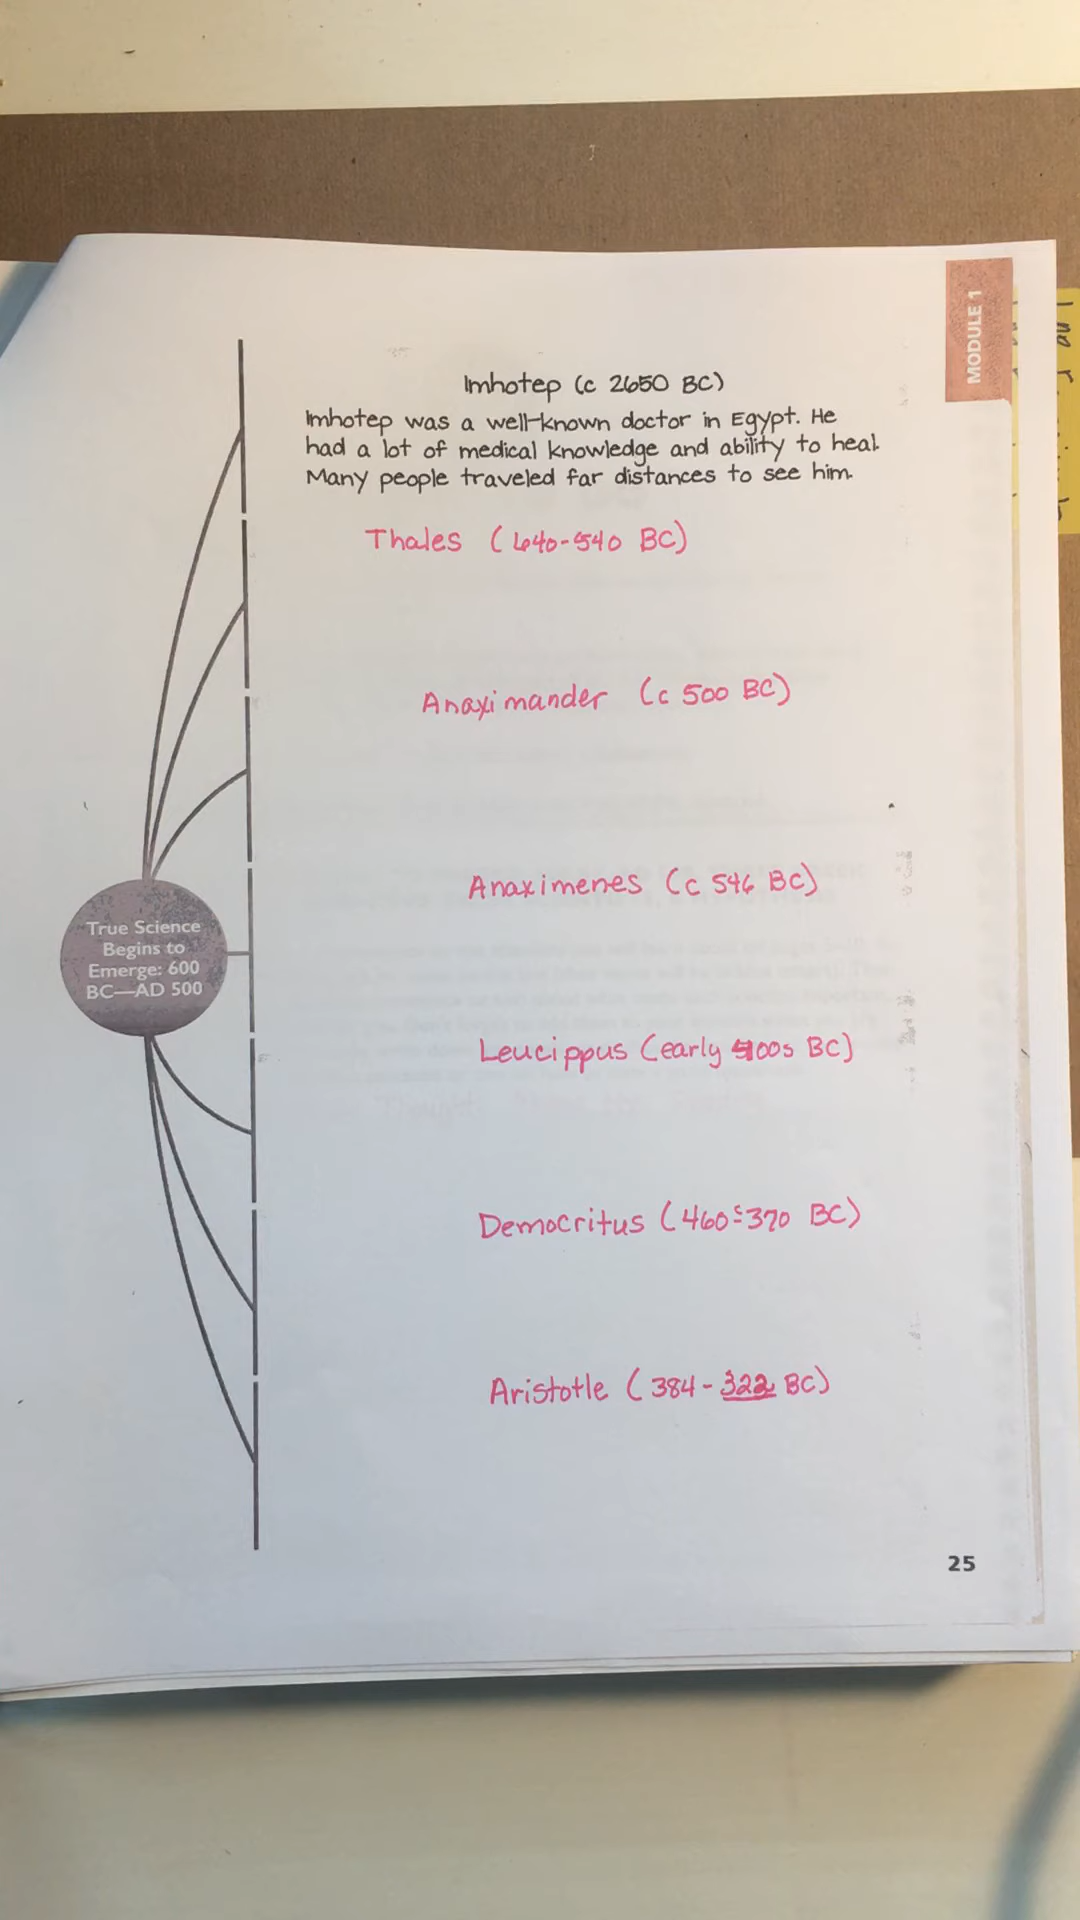 MODULE 1
Imhotep (c 2650 BC)
Imhotep was a well-known doctor in Egypt. He
had a lot of medical knowledge and ability to heal.
Many people traveled far distances to see him.
Thales (640-540 BC)
Anaximander (c 500 BC)
Anaximenes (c 546 BC)
True Science
Begins to
Emerge: 600
BC—AD 500
Leucippus (early 400s BC)
Democritus (460-370 BC)
Aristotle (384-322 BC)
25